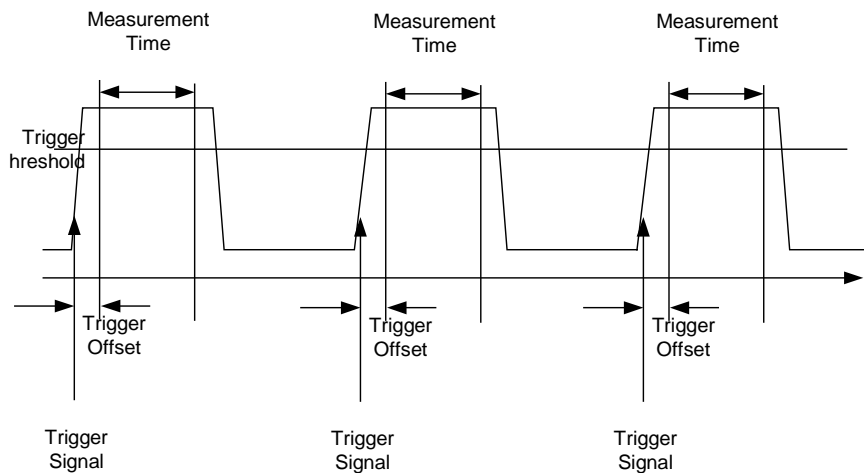 Measurement
Time
Measurement
Time
Measurement
Time
Trigger
hreshold
Trigger
Offset
Trigger
Offset
Trigger
Offset
Trigger
Signal
Trigger
Signal
Trigger
Signal